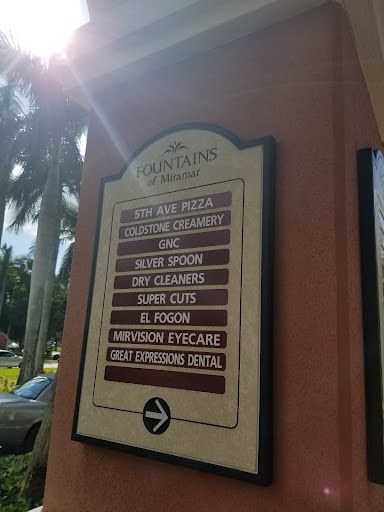 FOUNTAINS
of Miramar
5TH AVE PIZZA
COLDSTONE CREAMERY
GNC
SILVER SPOON
DRY CLEANERS
SUPER CUTS
EL FOGON
MIRVISION EYECARE
GREAT EXPRESSIONS DENTAL